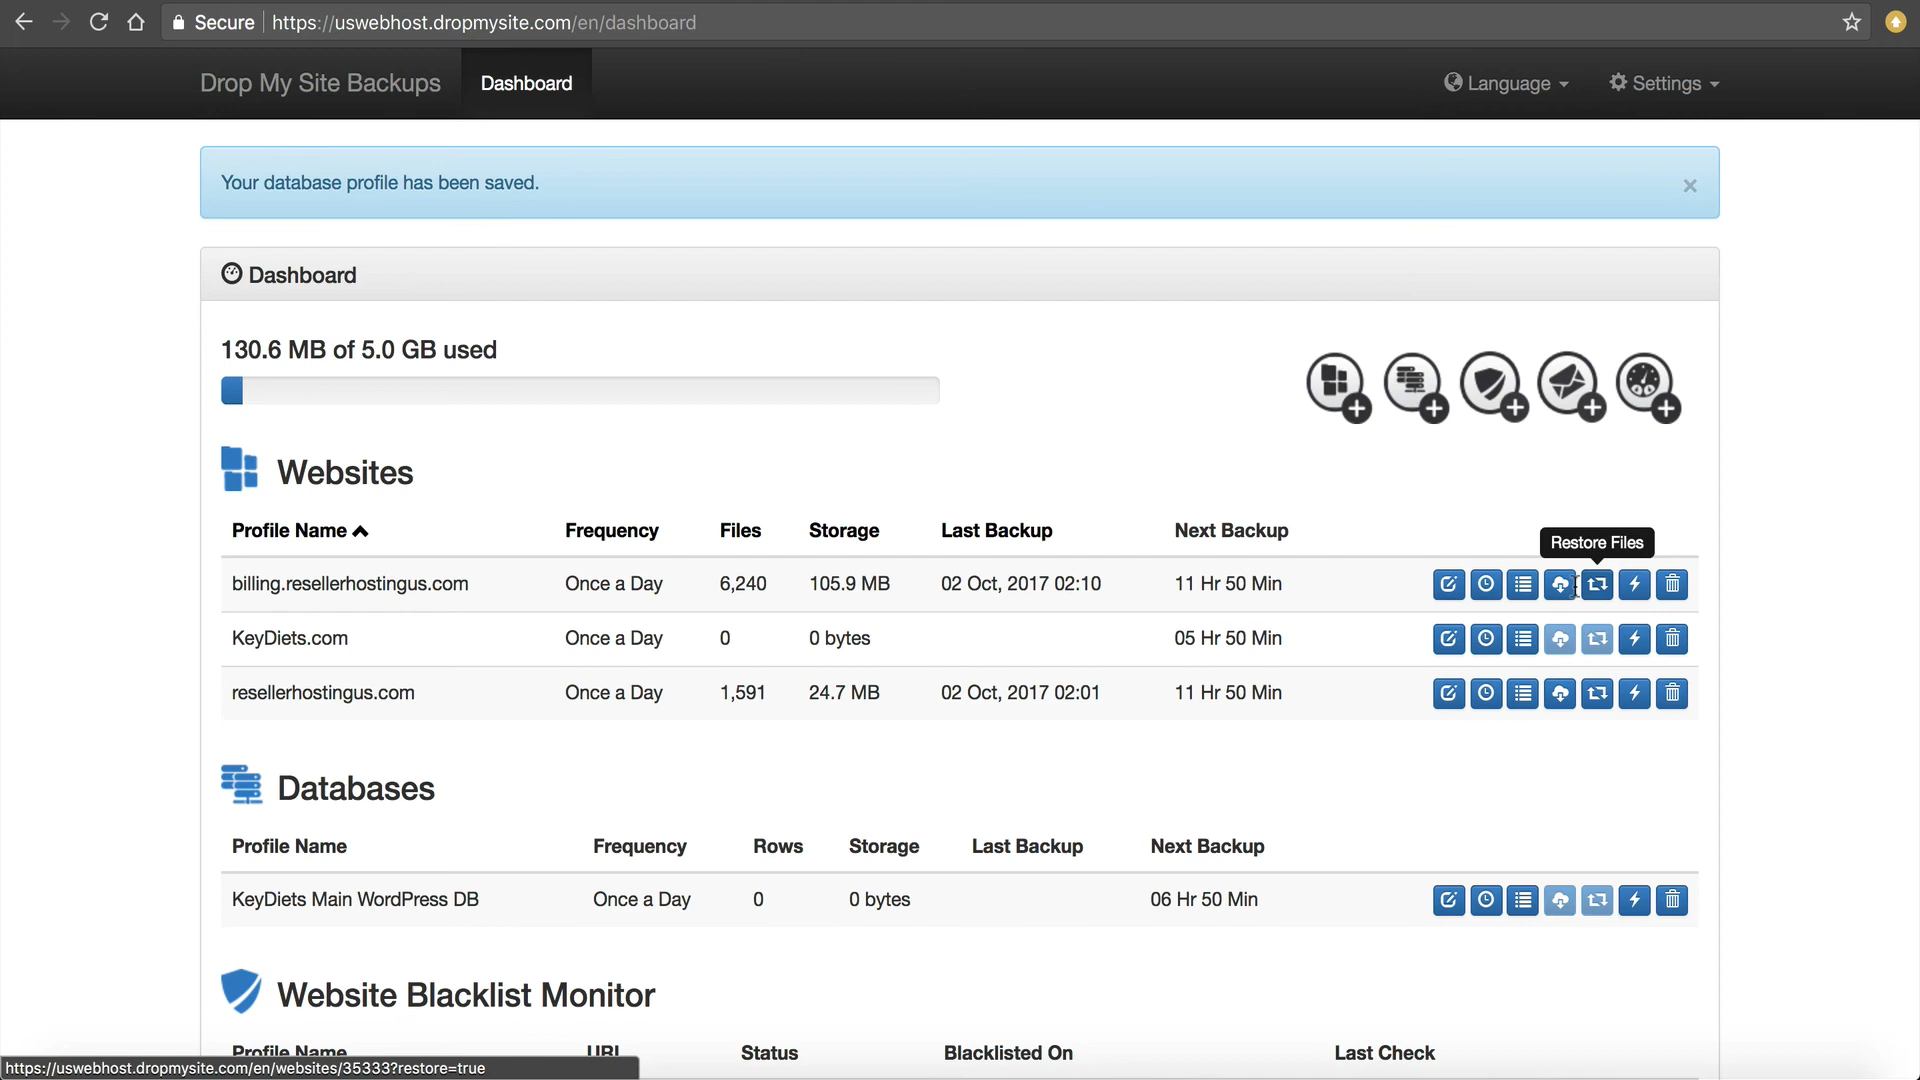 Secure https://uswebhost.dropmysite.com/en/dashboard
Drop My Site Backups Dashboard Language Settings
Your database profile has been saved. ×
Dashboard
130.6 MB of 5.0 GB used
Websites
Profile Name Frequency Files Storage Last Backup Next Backup
Restore Files
billing.resellerhostingus.com Once a Day 6,240 105.9 MB 02 Oct, 2017 02:10 11 Hr 50 Min
KeyDiets.com Once a Day 0 0 bytes 05 Hr 50 Min
resellerhostingus.com Once a Day 1,591 24.7 MB 02 Oct, 2017 02:01 11 Hr 50 Min
Databases
Profile Name Frequency Rows Storage Last Backup Next Backup
KeyDiets Main WordPress DB Once a Day 0 0 bytes 06 Hr 50 Min
Website Blacklist Monitor
Profile Name URL Status Blacklisted On Last Check
https://uswebhost.dropmysite.com/en/websites/35333?restore=true